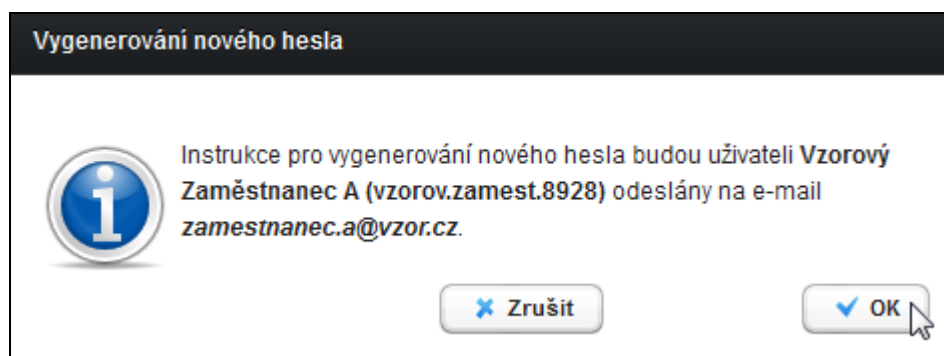 Vygenerování nového hesla
Instrukce pro vygenerování nového hesla budou uživateli Vzorový
Zaměstnanec A (vzorov.zamest.8928) odeslány na e-mail
zamestnanec.a@vzor.cz.
Zrušit
OK